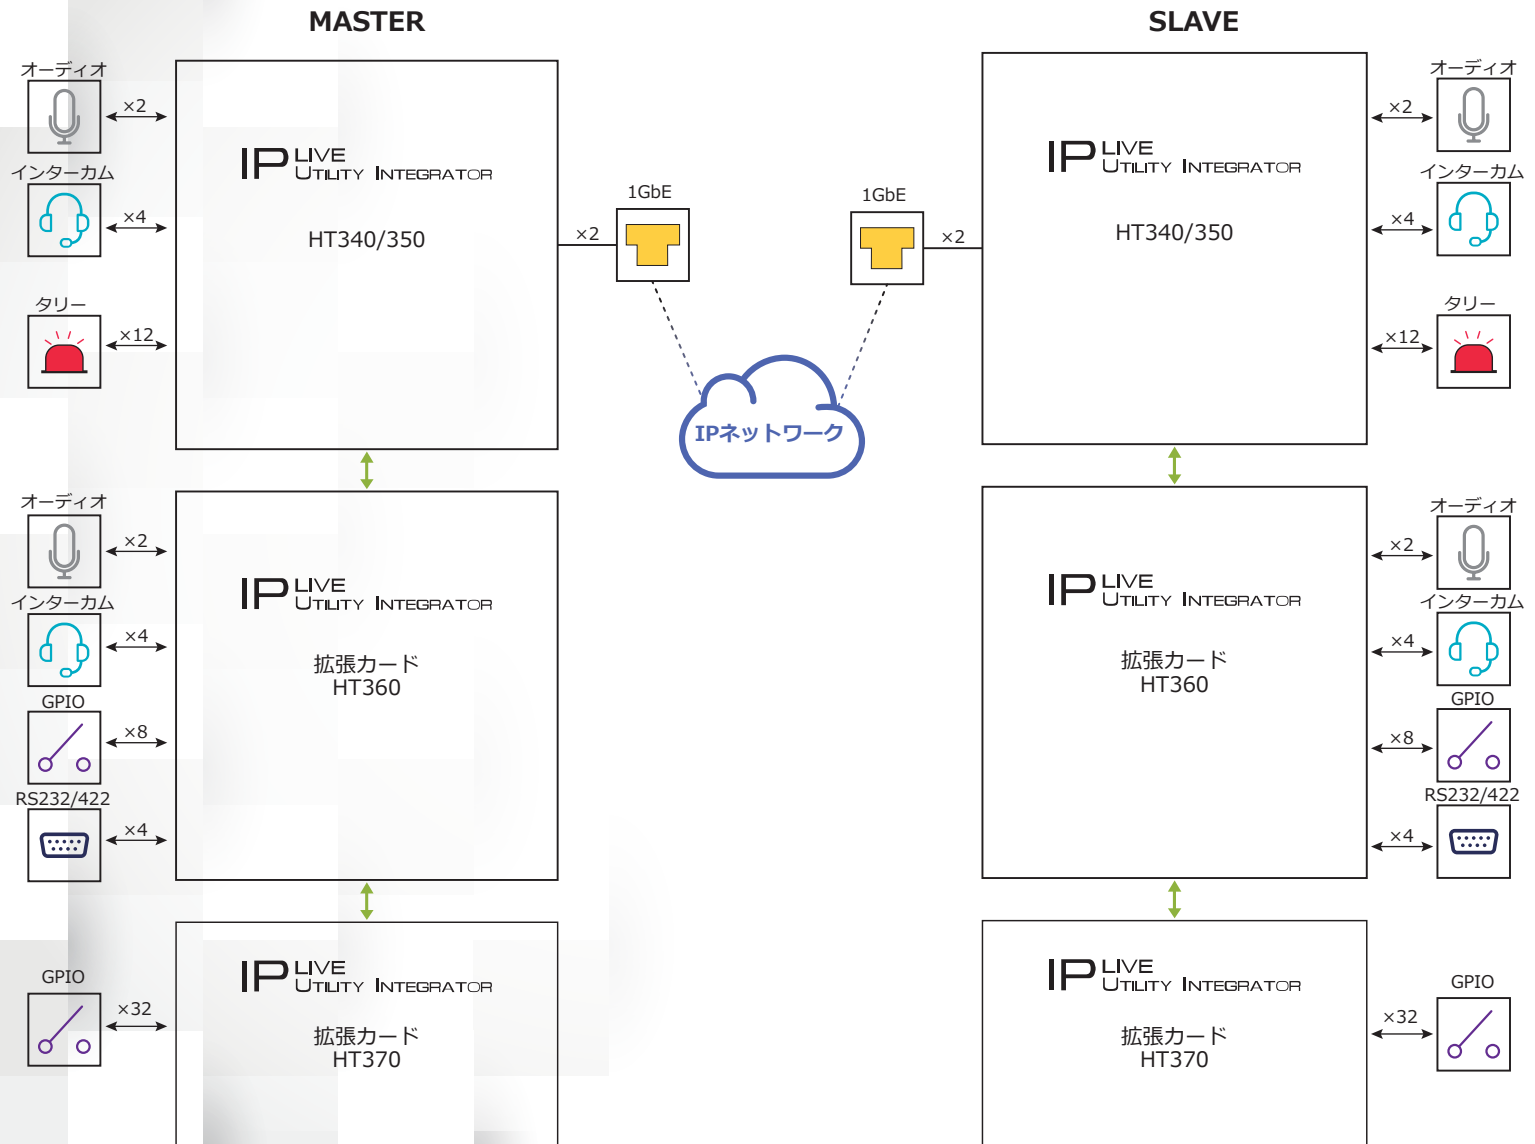 MASTER
オーディオ
×2
インターカム
×4
タリー
×12
IP LIVE
UTILITY INTEGRATOR
HT340/350
×2
1GbE
オーディオ
×2
インターカム
×4
GPIO
×8
RS232/422
×4
IP LIVE
UTILITY INTEGRATOR
拡張カード
HT360
GPIO
×32
IP LIVE
UTILITY INTEGRATOR
拡張カード
HT370
IPネットワーク
SLAVE
1GbE
×2
IP LIVE
UTILITY INTEGRATOR
HT340/350
オーディオ
×2
インターカム
×4
タリー
×12
IP LIVE
UTILITY INTEGRATOR
拡張カード
HT360
オーディオ
×2
インターカム
×4
GPIO
×8
RS232/422
×4
IP LIVE
UTILITY INTEGRATOR
拡張カード
HT370
GPIO
×32